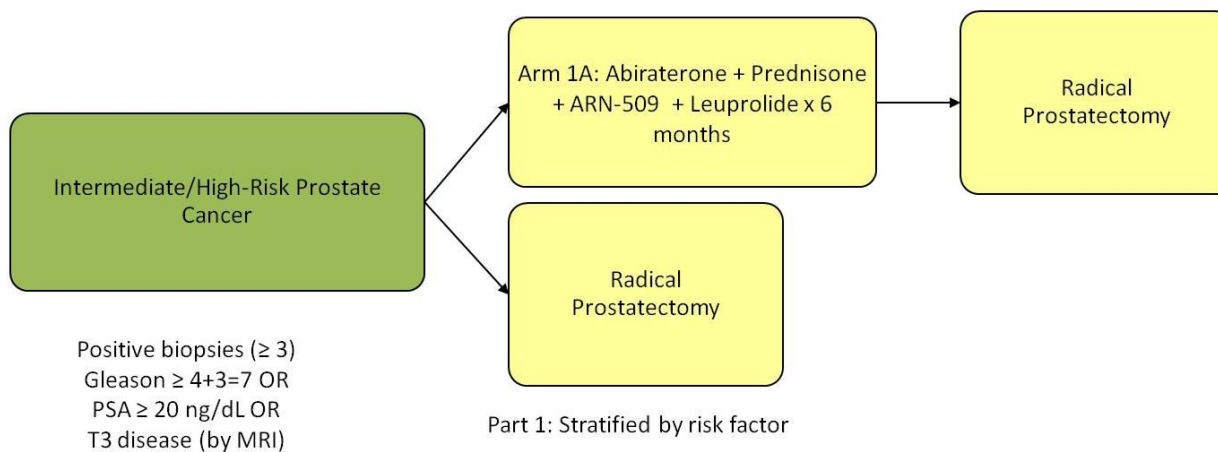 Intermediate/High-Risk Prostate
Cancer
Positive biopsies (≥ 3)
Gleason ≥ 4+3=7 OR
PSA ≥ 20 ng/dL OR
T3 disease (by MRI)
Arm 1A: Abiraterone + Prednisone
+ ARN-509 + Leuprolide x 6
months
Radical
Prostatectomy
Radical
Prostatectomy
Part 1: Stratified by risk factor